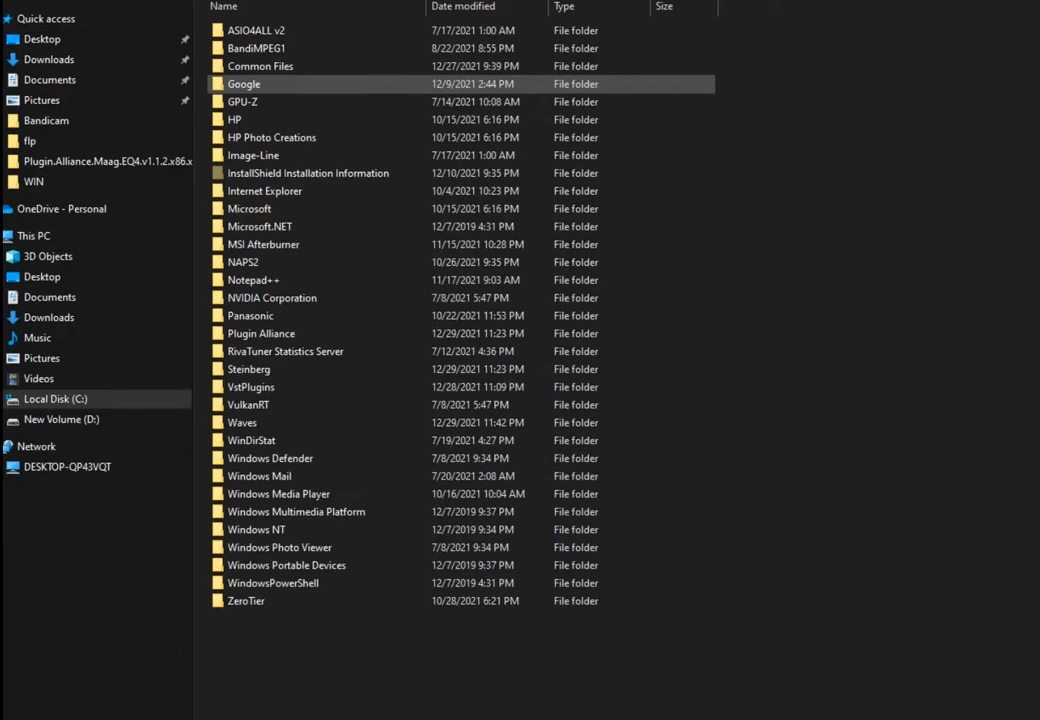 Quick access
Desktop
Downloads
Documents
Pictures
Bandicam
flp
Plugin.Alliance.Maag.EQ4.v1.1.2.x86.x
WIN
OneDrive - Personal
This PC
3D Objects
Desktop
Documents
Downloads
Music
Pictures
Videos
Local Disk (C:)
New Volume (D:)
Network
DESKTOP-QP43VQT
Name Date modified Type Size
ASIO4ALL v2 7/17/2021 1:00 AM File folder
BandiMPEG1 8/22/2021 8:55 PM File folder
Common Files 12/27/2021 9:39 PM File folder
Google 12/9/2021 2:44 PM File folder
GPU-Z 7/14/2021 10:08 AM File folder
HP 10/15/2021 6:16 PM File folder
HP Photo Creations 10/15/2021 6:16 PM File folder
Image-Line 7/17/2021 1:00 AM File folder
InstallShield Installation Information 12/10/2021 9:35 PM File folder
Internet Explorer 10/4/2021 10:23 PM File folder
Microsoft 10/15/2021 6:16 PM File folder
Microsoft.NET 12/7/2019 4:31 PM File folder
MSI Afterburner 11/15/2021 10:28 PM File folder
NAPS2 10/26/2021 9:35 PM File folder
Notepad++ 11/17/2021 9:03 AM File folder
NVIDIA Corporation 7/8/2021 5:47 PM File folder
Panasonic 10/22/2021 11:53 PM File folder
Plugin Alliance 12/29/2021 11:23 PM File folder
RivaTuner Statistics Server 7/12/2021 4:36 PM File folder
Steinberg 12/29/2021 11:23 PM File folder
VstPlugins 12/28/2021 11:09 PM File folder
VulkanRT 7/8/2021 5:47 PM File folder
Waves 12/29/2021 11:42 PM File folder
WinDirStat 7/19/2021 4:27 PM File folder
Windows Defender 7/8/2021 9:34 PM File folder
Windows Mail 7/20/2021 2:08 AM File folder
Windows Media Player 10/16/2021 10:04 AM File folder
Windows Multimedia Platform 12/7/2019 9:37 PM File folder
Windows NT 12/7/2019 9:34 PM File folder
Windows Photo Viewer 7/8/2021 9:34 PM File folder
Windows Portable Devices 12/7/2019 9:37 PM File folder
WindowsPowerShell 12/7/2019 4:31 PM File folder
ZeroTier 10/28/2021 6:21 PM File folder